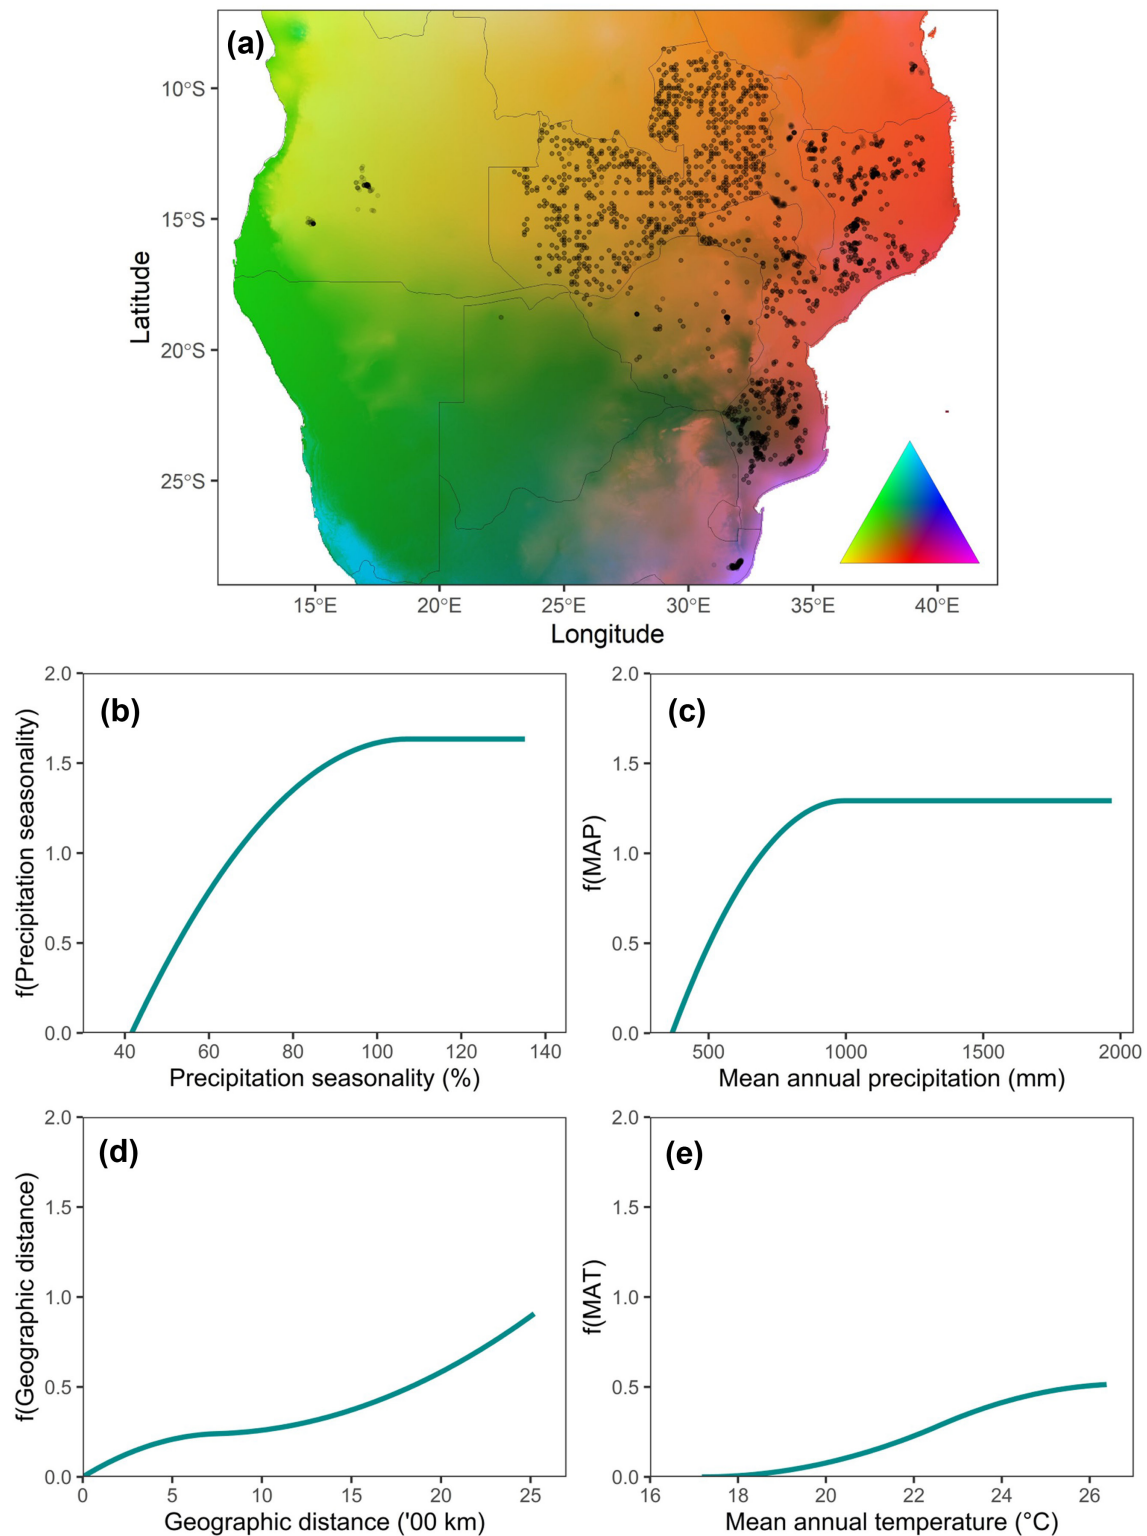 (a)
10°S
15°S
20°S
25°S
Latitude
15°E
20°E
25°E
30°E
35°E
40°E
Longitude
(b)
2.0
1.5
1.0
0.5
0.0
f(Precipitation seasonality)
40
60
80
100
120
140
Precipitation seasonality (%)
(c)
2.0
1.5
1.0
0.5
0.0
f(MAP)
500
1000
1500
2000
Mean annual precipitation (mm)
(d)
2.0
1.5
1.0
0.5
0.0
f(Geographic distance)
0
5
10
15
20
25
Geographic distance ('00 km)
(e)
2.0
1.5
1.0
0.5
0.0
f(MAT)
16
18
20
22
24
26
Mean annual temperature (°C)